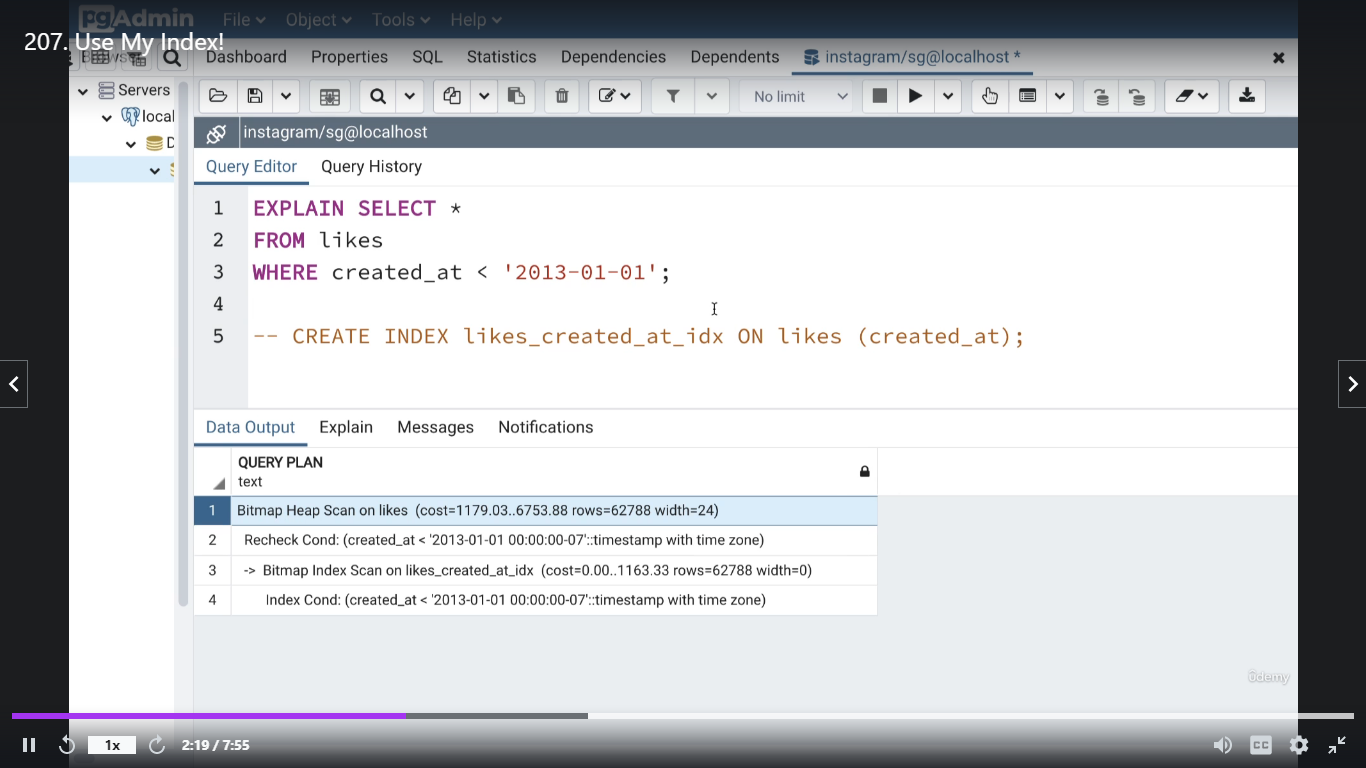 pgAdmin File Object Tools Help
207. Use My Index!
Dashboard Properties SQL Statistics Dependencies Dependents instagram/sg@localhost *
Servers
local
D
No limit
instagram/sg@localhost
Query Editor Query History
1 EXPLAIN SELECT *
2 FROM likes
3 WHERE created_at < '2013-01-01';
4
5 -- CREATE INDEX likes_created_at_idx ON likes (created_at);
Data Output Explain Messages Notifications
QUERY PLAN
text
1 Bitmap Heap Scan on likes (cost=1179.03..6753.88 rows=62788 width=24)
2 Recheck Cond: (created_at < '2013-01-01 00:00:00-07'::timestamp with time zone)
3 -> Bitmap Index Scan on likes_created_at_idx (cost=0.00..1163.33 rows=62788 width=0)
4 Index Cond: (created_at < '2013-01-01 00:00:00-07'::timestamp with time zone)
ûdemy
1x 2:19 / 7:55 CC